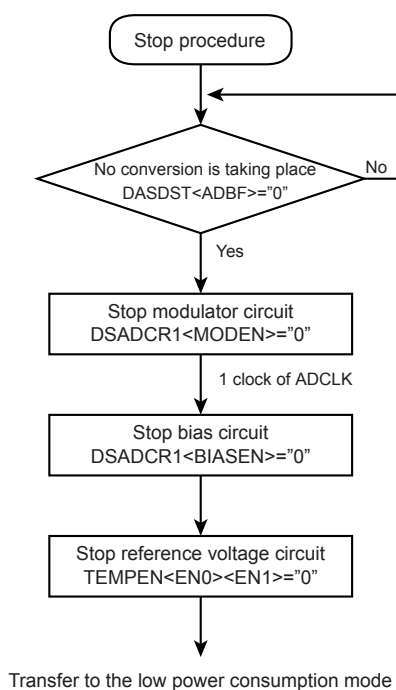 Stop procedure
No conversion is taking place
DASDST<ADBF>=”0”
No
Yes
Stop modulator circuit
DSADCR1<MODEN>=”0”
1 clock of ADCLK
Stop bias circuit
DSADCR1<BIASEN>=”0”
Stop reference voltage circuit
TEMPEN<EN0><EN1>=”0”
Transfer to the low power consumption mode